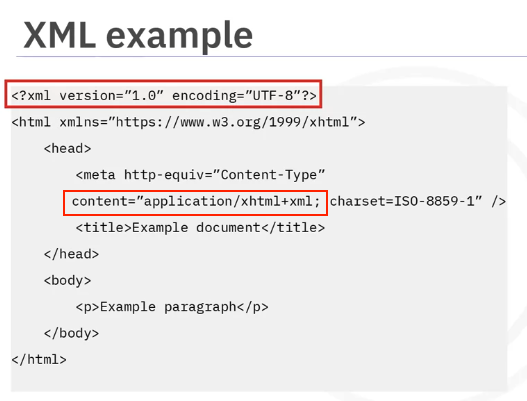 XML example
<?xml version=”1.0” encoding=”UTF-8”?>
<html xmlns=”https://www.w3.org/1999/xhtml”>
<head>
<meta http-equiv=”Content-Type”
content=”application/xhtml+xml; charset=ISO-8859-1” />
<title>Example document</title>
</head>
<body>
<p>Example paragraph</p>
</body>
</html>